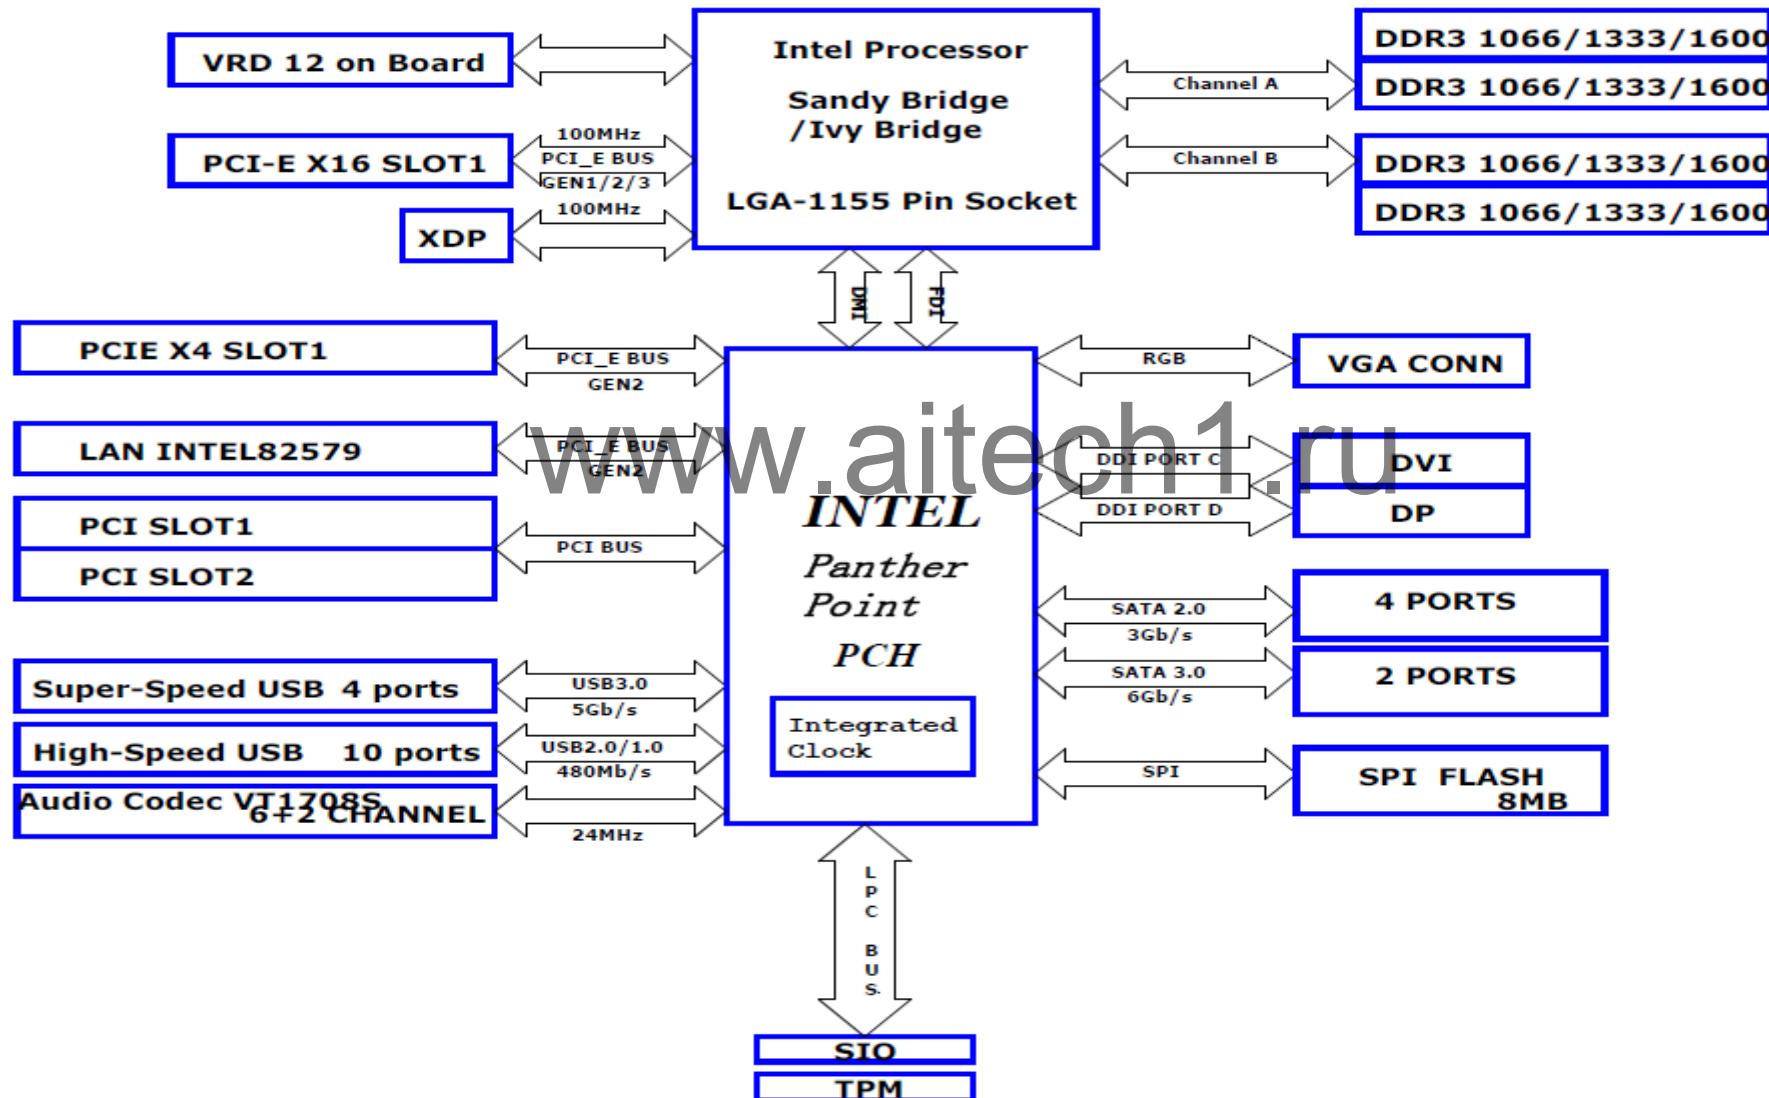 VRD 12 on Board
Intel Processor
Sandy Bridge
/Ivy Bridge
LGA-1155 Pin Socket
DDR3 1066/1333/1600
DDR3 1066/1333/1600
Channel A
DDR3 1066/1333/1600
DDR3 1066/1333/1600
Channel B
PCI-E X16 SLOT1
100MHz
PCI_E BUS
GEN1/2/3
XDP
100MHz
DMI
FDI
PCIE X4 SLOT1
PCI_E BUS
GEN2
RGB
VGA CONN
LAN INTEL82579
PCI_E BUS
GEN2
www.aitech1.ru
DDI PORT C
DVI
DDI PORT D
DP
PCI SLOT1
PCI SLOT2
PCI BUS
INTEL
Panther
Point
PCH
Integrated
Clock
SATA 2.0
3Gb/s
4 PORTS
SATA 3.0
6Gb/s
2 PORTS
Super-Speed USB 4 ports
USB3.0
5Gb/s
High-Speed USB 10 ports
USB2.0/1.0
480Mb/s
SPI
SPI FLASH
8MB
Audio Codec VT1708S
6+2 CHANNEL
24MHz
LPC BUS
SIO
TPM